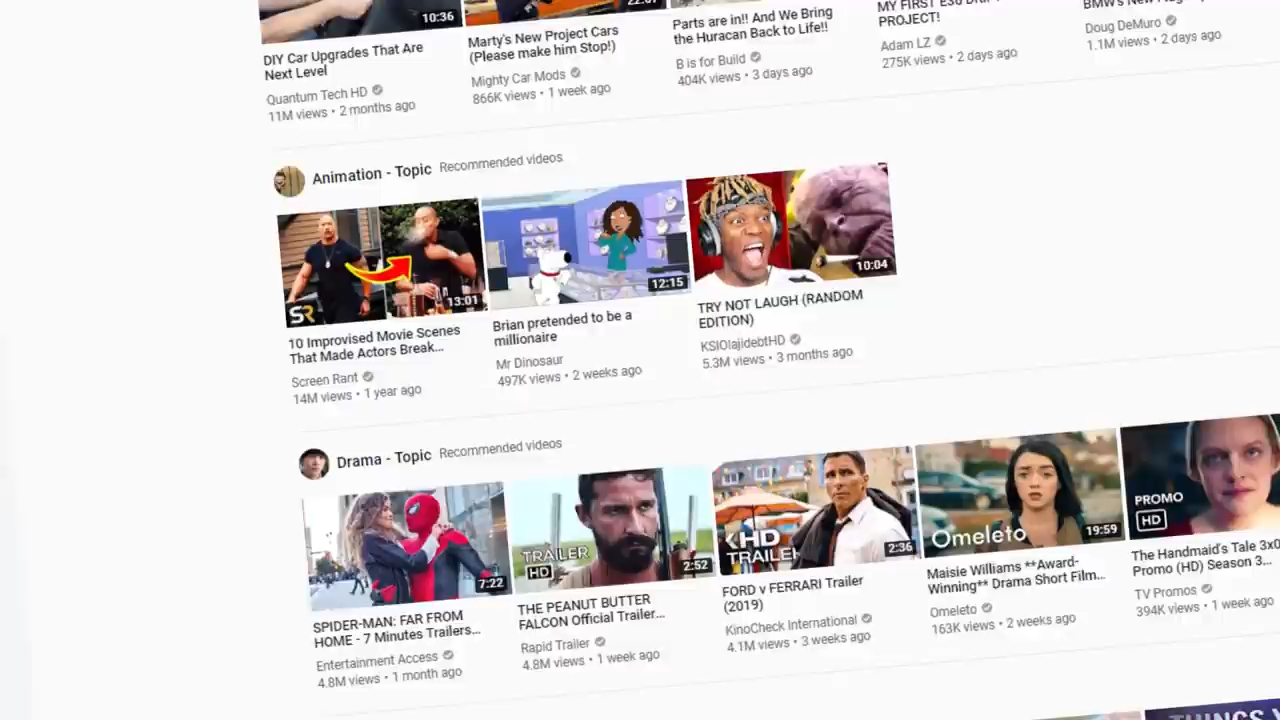 10:36
DIY Car Upgrades That Are
Next Level
Quantum Tech HD
11M views • 2 months ago
Marty's New Project Cars
(Please make him Stop!)
Mighty Car Mods
866K views • 1 week ago
Parts are in!! And We Bring
the Huracan Back to Life!!
B is for Build
404K views • 3 days ago
PROJECT!
Adam LZ
275K views • 2 days ago
Doug DeMuro
1.1M views • 2 days ago
Animation - Topic Recommended videos
SR
13:01
10 Improvised Movie Scenes
That Made Actors Break...
Screen Rant
14M views • 1 year ago
12:15
Brian pretended to be a
millionaire
Mr Dinosaur
497K views • 2 weeks ago
10:04
TRY NOT LAUGH (RANDOM
EDITION)
KSIOlajidebtHD
5.3M views • 3 months ago
Drama - Topic Recommended videos
7:22
SPIDER-MAN: FAR FROM
HOME - 7 Minutes Trailers...
Entertainment Access
4.8M views • 1 month ago
TRAILER
HD
2:52
THE PEANUT BUTTER
FALCON Official Trailer...
Rapid Trailer
4.8M views • 1 week ago
KHD
TRAILER
2:36
FORD v FERRARI Trailer
(2019)
KinoCheck International
4.1M views • 3 weeks ago
Omeleto
19:59
Maisie Williams **Award-
Winning** Drama Short Film...
Omeleto
163K views • 2 weeks ago
PROMO
HD
The Handmaid's Tale 3x0
Promo (HD) Season 3...
TV Promos
394K views • 1 week ago